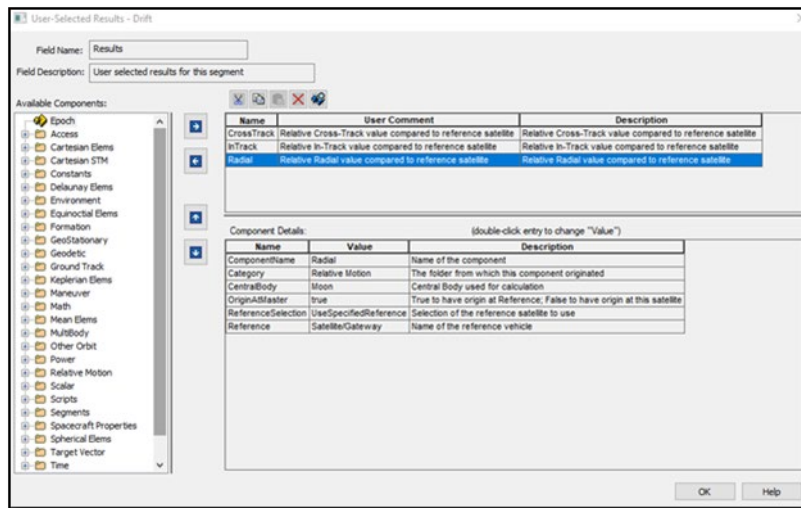 User-Selected Results - Drift
Field Name: Results
Field Description: User selected results for this segment
Available Components:
Epoch
Access
Cartesian Elems
Cartesian STM
Constants
Delaunay Elems
Environment
Equinoctial Elems
Formation
GeoStationary
Geodetic
Ground Track
Keplerian Elems
Maneuver
Math
Mean Elems
MultiBody
Other Orbit
Power
Relative Motion
Scalar
Scripts
Segments
Spacecraft Properties
Spherical Elems
Target Vector
Time
Name User Comment Description
CrossTrack Relative Cross-Track value compared to reference satellite Relative Cross-Track value compared to reference satellite
InTrack Relative In-Track value compared to reference satellite Relative In-Track value compared to reference satellite
Radial Relative Radial value compared to reference satellite Relative Radial value compared to reference satellite
Component Details: (double-click entry to change "Value")
Name Value Description
ComponentName Radial Name of the component
Category Relative Motion The folder from which this component originated
CentralBody Moon Central Body used for calculation
OriginAtMaster true True to have origin at Reference; False to have origin at this satellite
ReferenceSelection UseSpecifiedReference Selection of the reference satellite to use
Reference Satellite/Gateway Name of the reference vehicle
OK Help